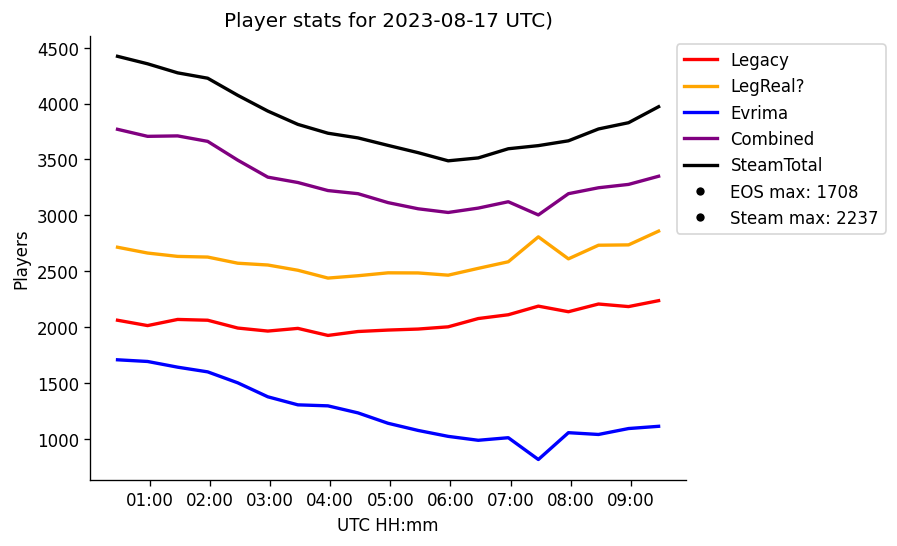 Player stats for 2023-08-17 UTC)
4500
4000
3500
3000
2500
2000
1500
1000
Players
01:00 02:00 03:00 04:00 05:00 06:00 07:00 08:00 09:00
UTC HH:mm
Legacy
LegReal?
Evrima
Combined
SteamTotal
EOS max: 1708
Steam max: 2237